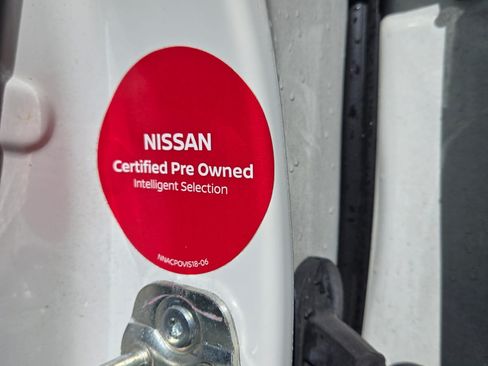 NISSAN
Certified Pre Owned
Intelligent Selection
NNACPOVIS18-06